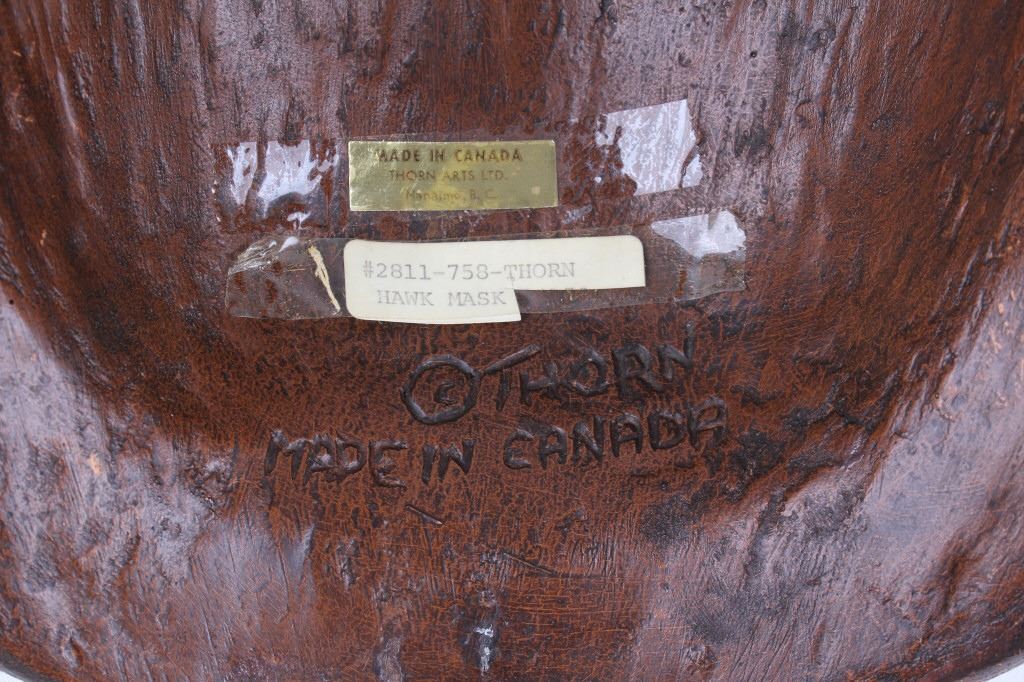 MADE IN CANADA
THORN ARTS LTD.
Nanaimo, B. C.
#2811-758-THORN
HAWK MASK
© THORN
MADE IN CANADA